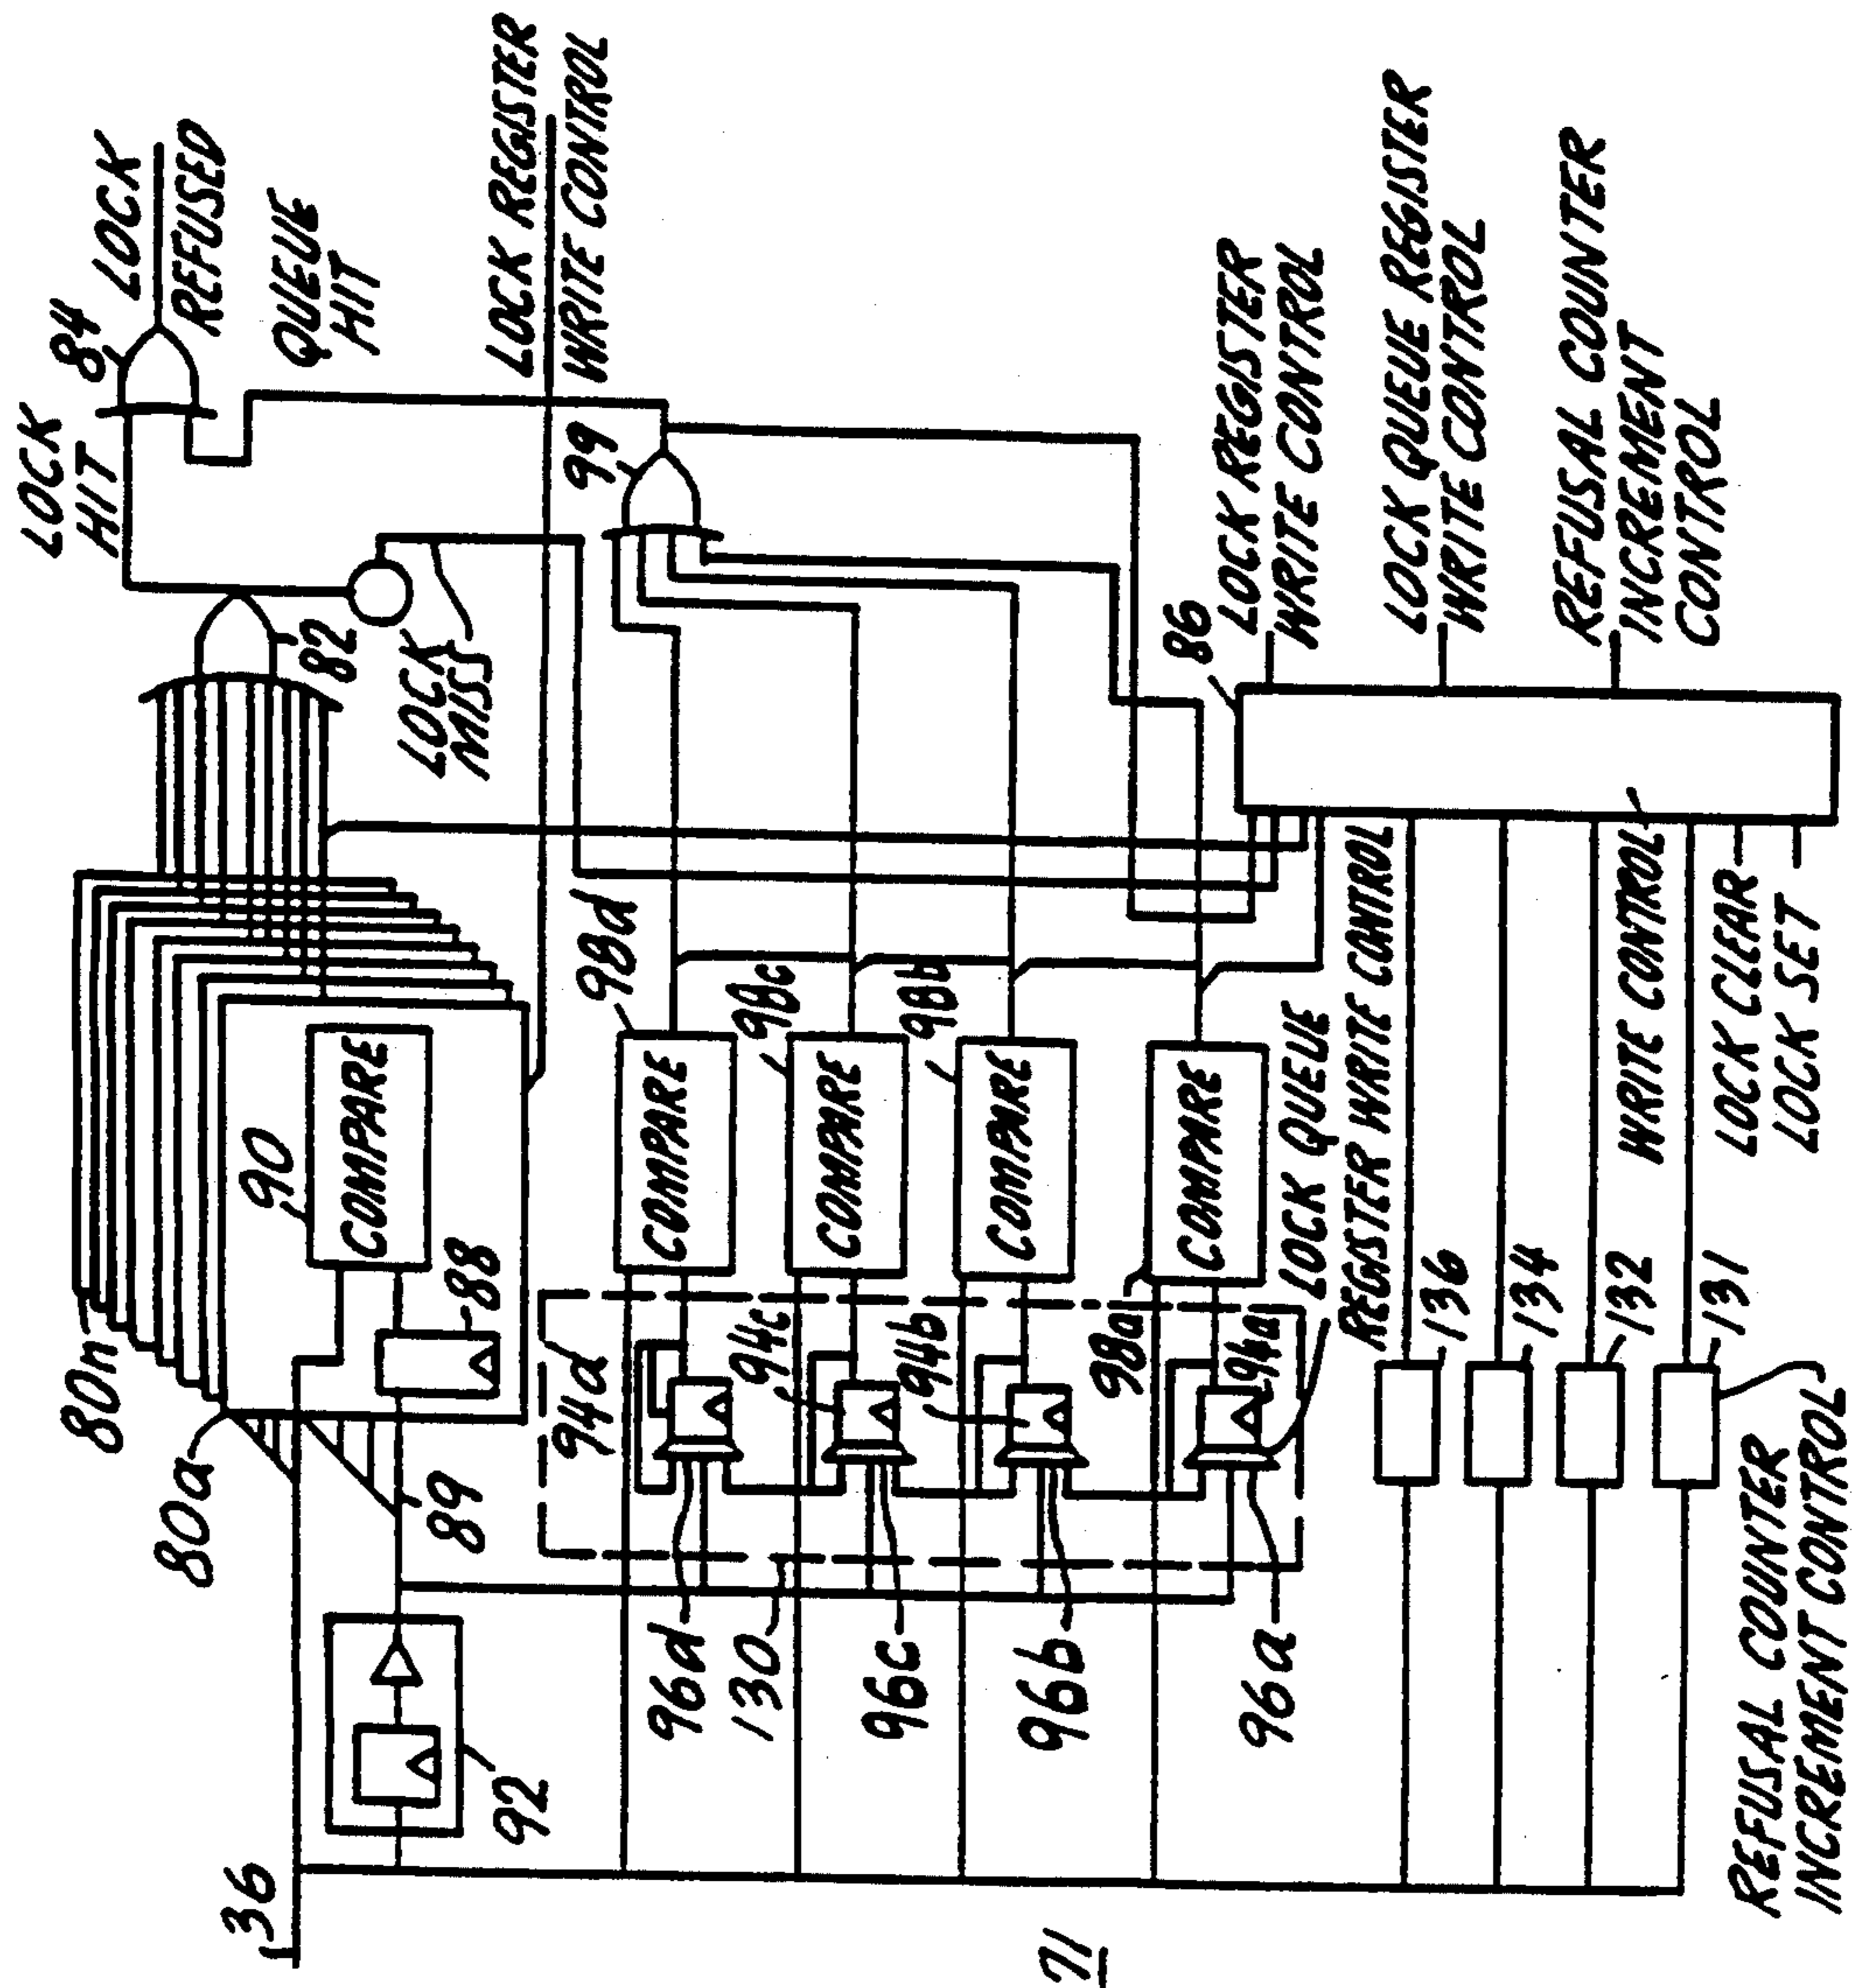 LOCK
HIT
84
LOCK
REFUSED
QUEUE
HIT
LOCK REGISTER
WRITE CONTROL
80n
80a
90
COMPARE
88
89
82
LOCK
MISS
99
36
92
98d
COMPARE
94d
96d
130
98c
COMPARE
94c
96c
98b
COMPARE
94b
96b
98a
COMPARE
94a
96a
LOCK QUEUE
REGISTER WRITE CONTROL
86
LOCK REGISTER
WRITE CONTROL
LOCK QUEUE REGISTER
WRITE CONTROL
REFUSAL COUNTER
INCREMENT
CONTROL
136
134
132
131
WRITE CONTROL
LOCK CLEAR
LOCK SET
REFUSAL COUNTER
INCREMENT CONTROL
71